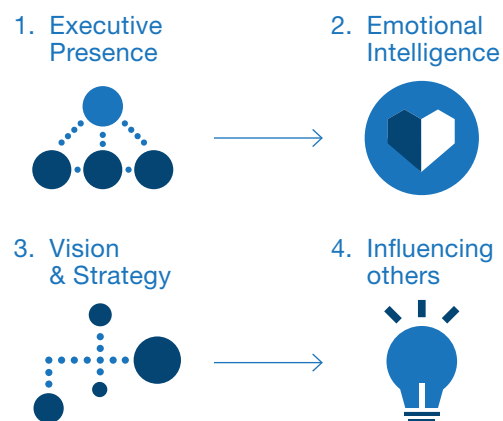 1. Executive
Presence
2. Emotional
Intelligence
3. Vision
& Strategy
4. Influencing
others